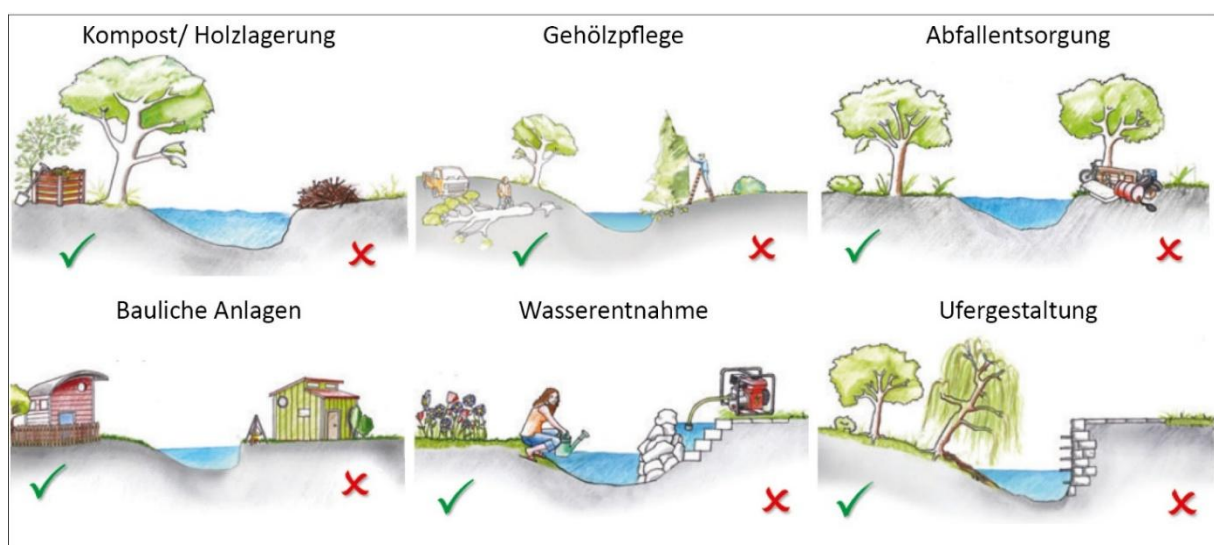 Kompost/ Holzlagerung
Gehölzpflege
Abfallentsorgung
Bauliche Anlagen
Wasserentnahme
Ufergestaltung